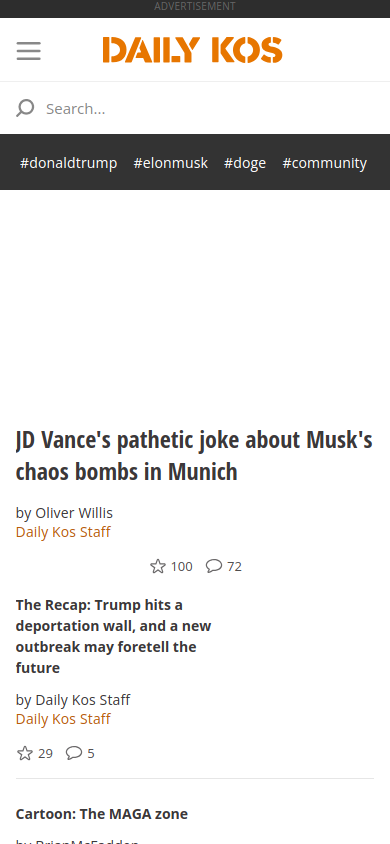 ADVERTISEMENT
DAILY KOS
Search...
#donaldtrump #elonmusk #doge #community
JD Vance's pathetic joke about Musk's
chaos bombs in Munich
by Oliver Willis
Daily Kos Staff
100 72
The Recap: Trump hits a
deportation wall, and a new
outbreak may foretell the
future
by Daily Kos Staff
Daily Kos Staff
29 5
Cartoon: The MAGA zone
by BrianMcFadden